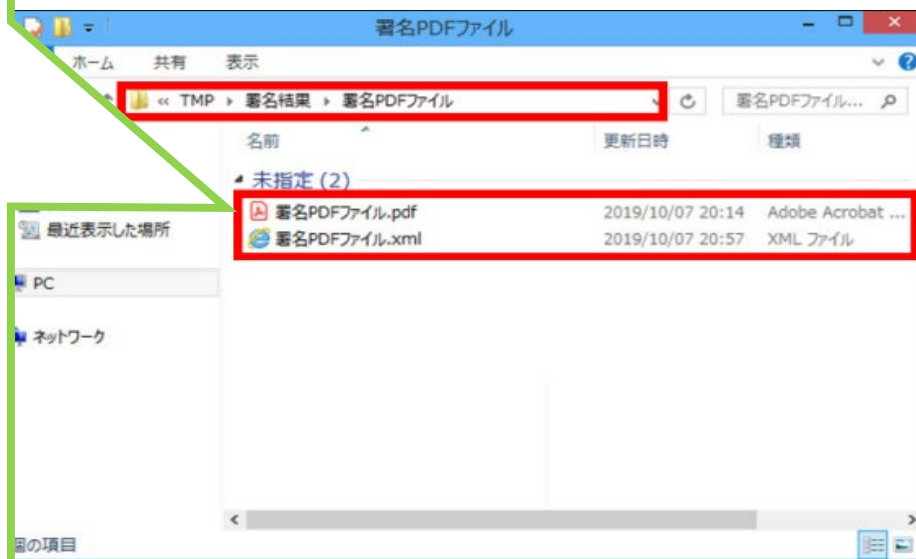 署名PDFファイル
ホーム 共有 表示
« TMP 署名結果 署名PDFファイル
署名PDFファイル...
名前 更新日時 種類
未指定 (2)
署名PDFファイル.pdf 2019/10/07 20:14 Adobe Acrobat ...
署名PDFファイル.xml 2019/10/07 20:57 XML ファイル
最近表示した場所
PC
ネットワーク
の項目